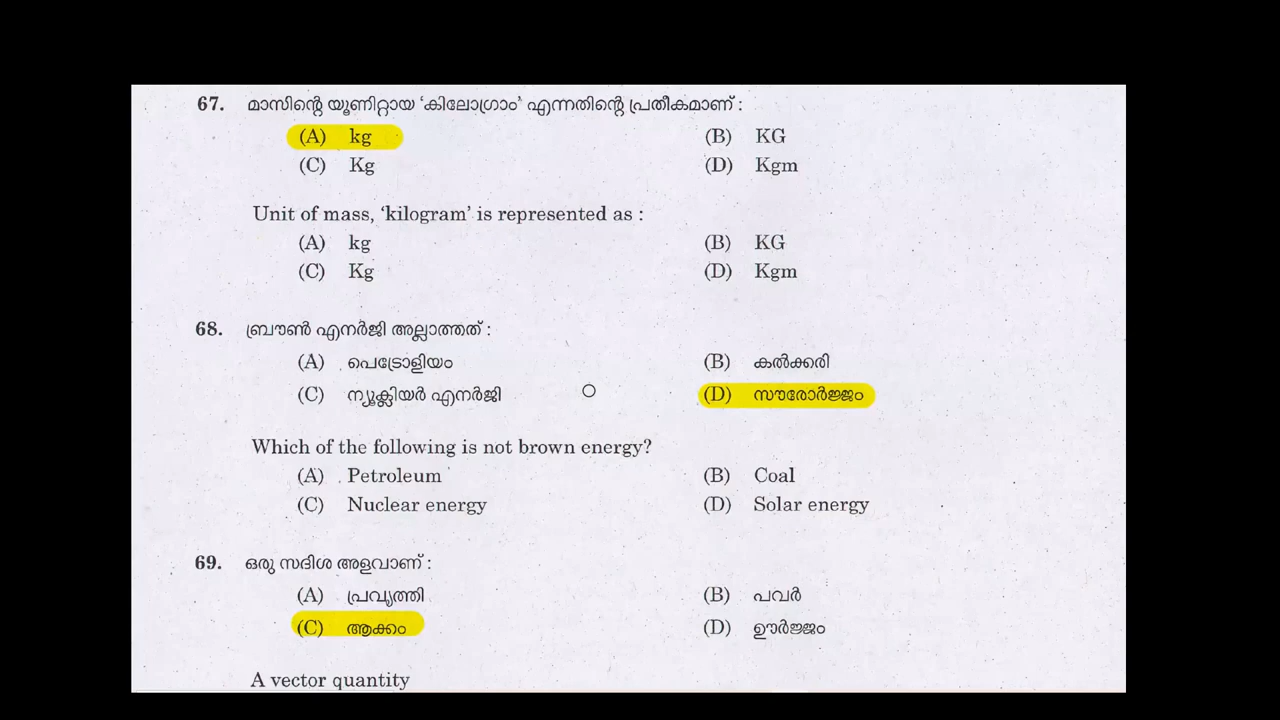 67. മാസിന്റെ യൂണിറ്റായ ‘കിലോഗ്രാം’ എന്നതിന്റെ പ്രതീകമാണ് :
(A) kg (B) KG
(C) Kg (D) Kgm
Unit of mass, ‘kilogram’ is represented as :
(A) kg (B) KG
(C) Kg (D) Kgm
68. ബ്രൗൺ എനർജി അല്ലാത്തത് :
(A) പെട്രോളിയം (B) കൽക്കരി
(C) ന്യൂക്ലിയർ എനർജി (D) സൗരോർജ്ജം
Which of the following is not brown energy?
(A) Petroleum (B) Coal
(C) Nuclear energy (D) Solar energy
69. ഒരു സദിശ അളവാണ് :
(A) പ്രവൃത്തി (B) പവർ
(C) ആക്കം (D) ഊർജ്ജം
A vector quantity